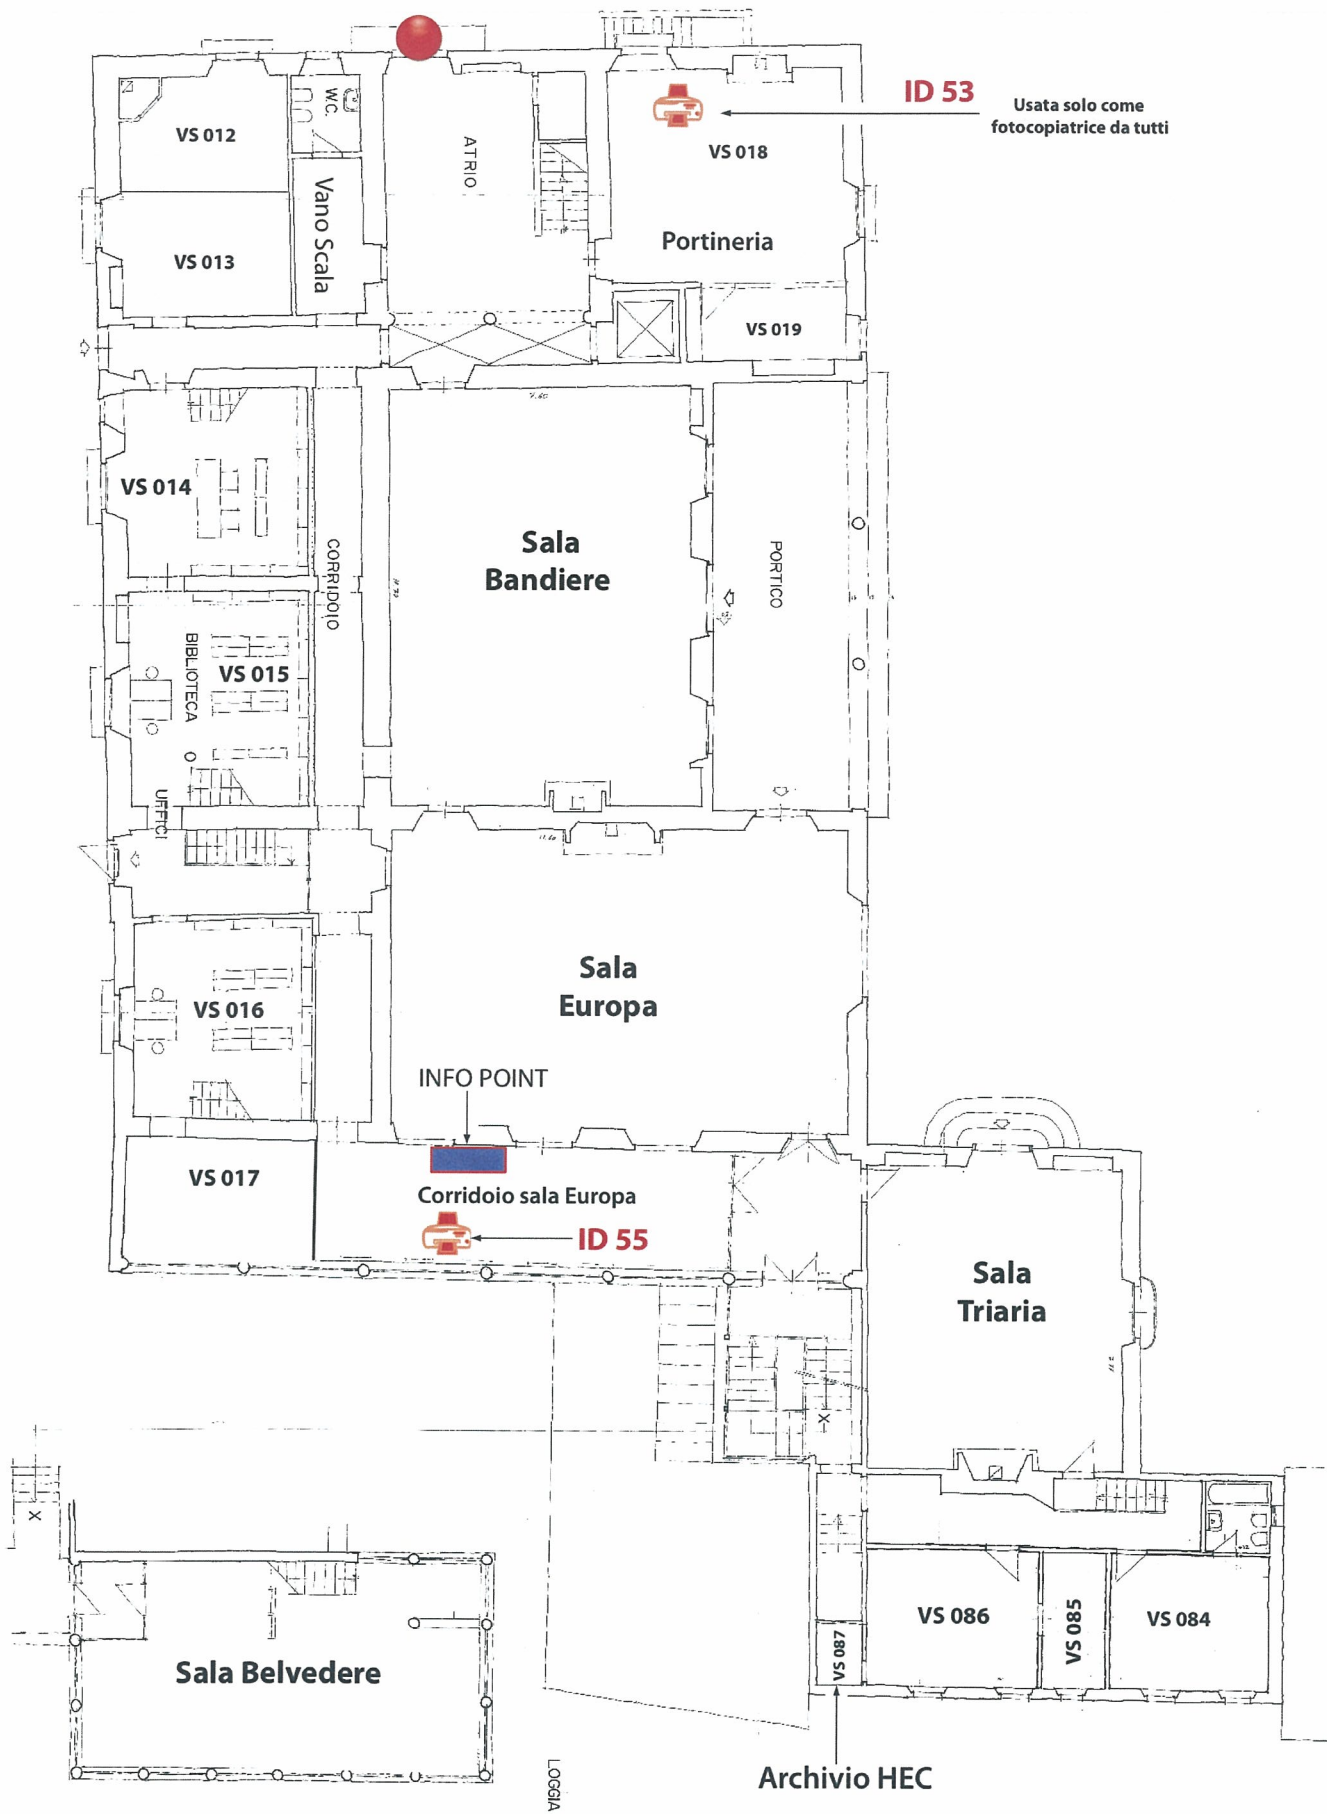 ID 53
Usata solo come
fotocopiatrice da tutti
VS 012
W.C.
ATRIO
VS 018
Vano Scala
Portineria
VS 013
VS 019
7.60
VS 014
CORRIDOIO
Sala
Bandiere
PORTICO
BIBLIOTECA
VS 015
UFFICI
Sala
Europa
VS 016
INFO POINT
VS 017
Corridoio sala Europa
ID 55
Sala
Triaria
X
X
VS 086
VS 085
VS 084
VS 087
Sala Belvedere
LOGGIA
Archivio HEC